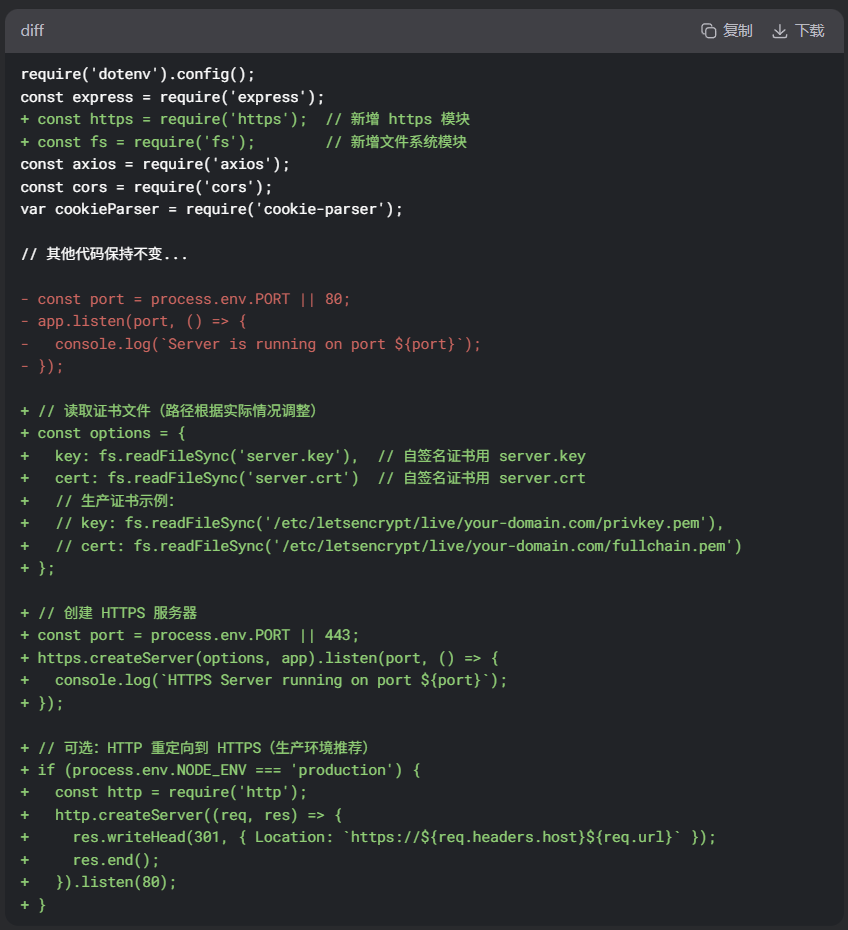 diff
复制
下载
require('dotenv').config();
const express = require('express');
+ const https = require('https');  // 新增 https 模块
+ const fs = require('fs');        // 新增文件系统模块
const axios = require('axios');
const cors = require('cors');
var cookieParser = require('cookie-parser');

// 其他代码保持不变...

- const port = process.env.PORT || 80;
- app.listen(port, () => {
-   console.log(`Server is running on port ${port}`);
- });

+ // 读取证书文件（路径根据实际情况调整）
+ const options = {
+   key: fs.readFileSync('server.key'),  // 自签名证书用 server.key
+   cert: fs.readFileSync('server.crt')  // 自签名证书用 server.crt
+   // 生产证书示例：
+   // key: fs.readFileSync('/etc/letsencrypt/live/your-domain.com/privkey.pem'),
+   // cert: fs.readFileSync('/etc/letsencrypt/live/your-domain.com/fullchain.pem')
+ };

+ // 创建 HTTPS 服务器
+ const port = process.env.PORT || 443;
+ https.createServer(options, app).listen(port, () => {
+   console.log(`HTTPS Server running on port ${port}`);
+ });

+ // 可选：HTTP 重定向到 HTTPS（生产环境推荐）
+ if (process.env.NODE_ENV === 'production') {
+   const http = require('http');
+   http.createServer((req, res) => {
+     res.writeHead(301, { Location: `https://${req.headers.host}${req.url}` });
+     res.end();
+   }).listen(80);
+ }